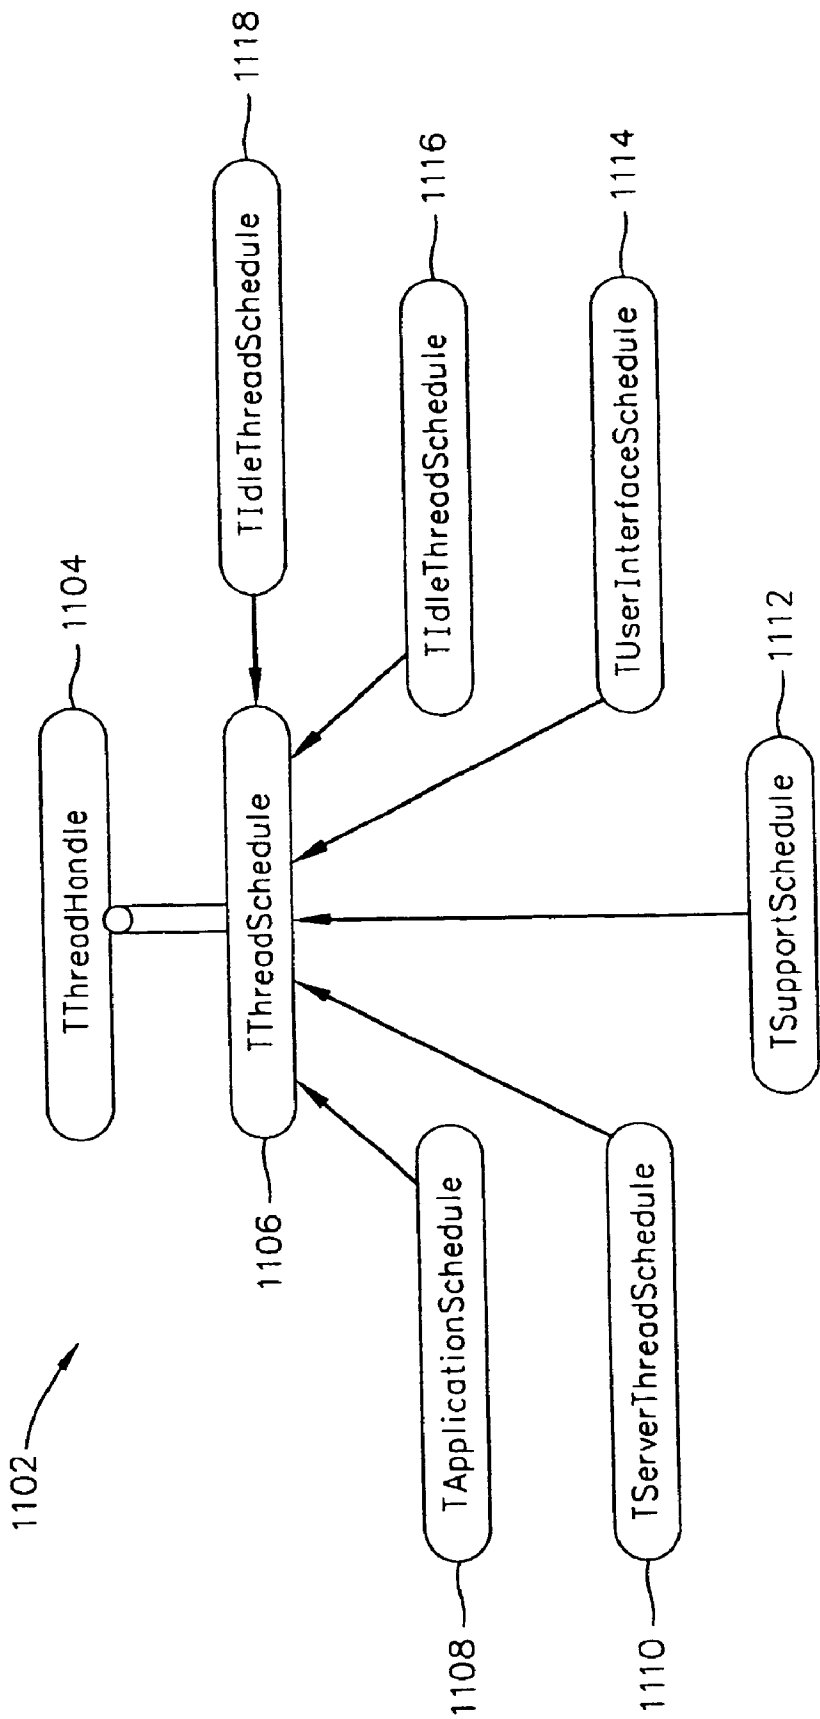 1102
TThreadHandle
1104
1106
TThreadSchedule
TIdleThreadSchedule
1118
1108
TApplicationSchedule
TIdleThreadSchedule
1116
1110
TServerThreadSchedule
TUserInterfaceSchedule
1114
TSupportSchedule
1112